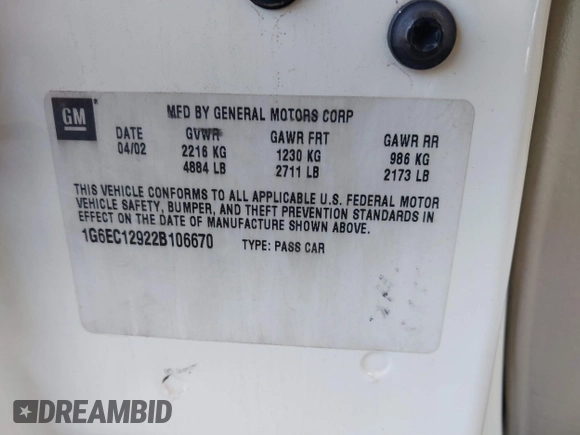 GM
MFD BY GENERAL MOTORS CORP
DATE GVWR GAWR FRT GAWR RR
04/02 2216 KG 1230 KG 986 KG
4884 LB 2711 LB 2173 LB
THIS VEHICLE CONFORMS TO ALL APPLICABLE U.S. FEDERAL MOTOR
VEHICLE SAFETY, BUMPER, AND THEFT PREVENTION STANDARDS IN
EFFECT ON THE DATE OF MANUFACTURE SHOWN ABOVE.
1G6EC12922B106670 TYPE: PASS CAR
DREAMBID